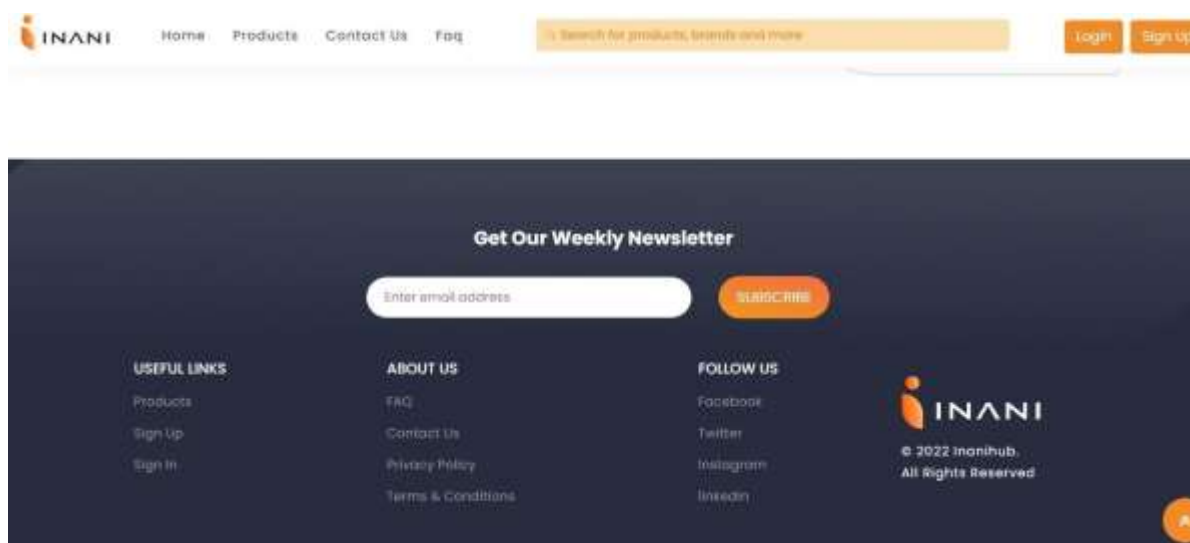 INANI
Home Products Contact Us Faq
Search for products, brands and more
Login Sign Up
Get Our Weekly Newsletter
Enter email address
SUBSCRIBE
USEFUL LINKS
Products
Sign Up
Sign In
ABOUT US
FAQ
Contact Us
Privacy Policy
Terms & Conditions
FOLLOW US
Facebook
Twitter
Instagram
linkedin
INANI
© 2022 Inanihub.
All Rights Reserved
A